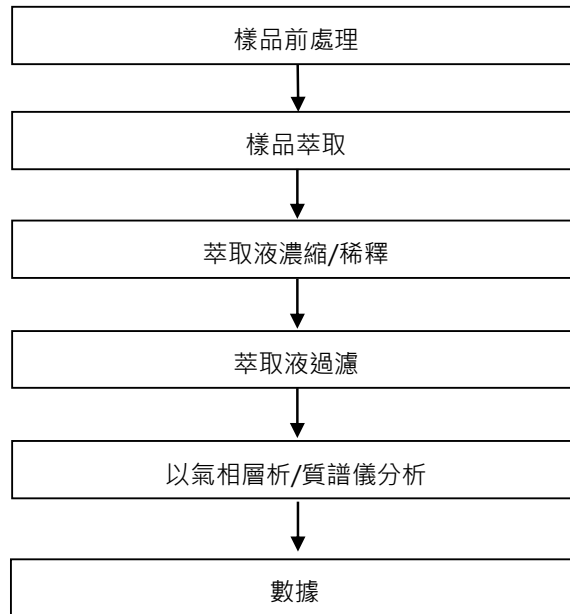 樣品前處理
樣品萃取
萃取液濃縮/稀釋
萃取液過濾
以氣相層析/質譜儀分析
數據